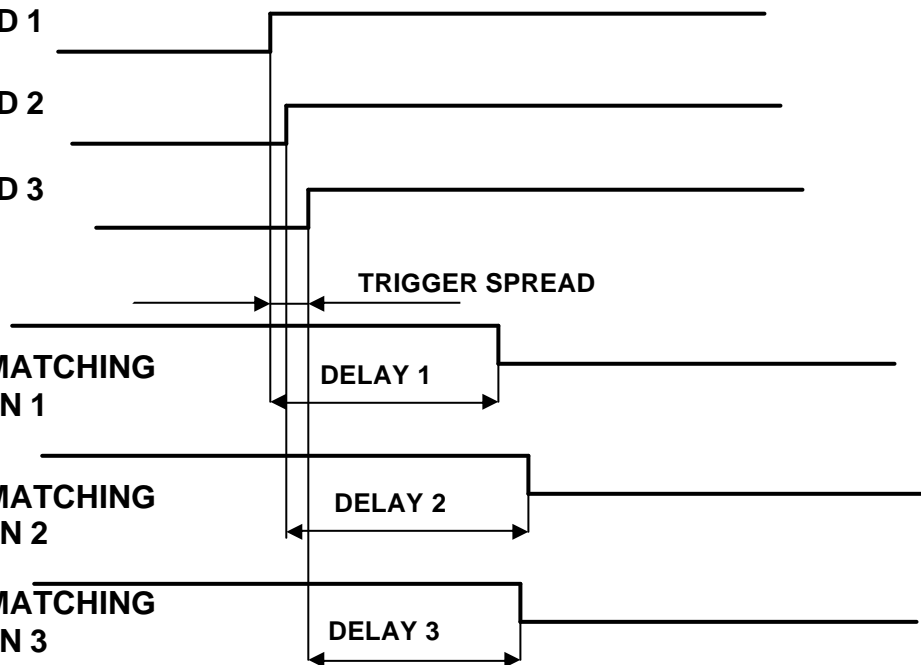 D 1
D 2
D 3
TRIGGER SPREAD
MATCHING
N 1
DELAY 1
MATCHING
N 2
DELAY 2
MATCHING
N 3
DELAY 3